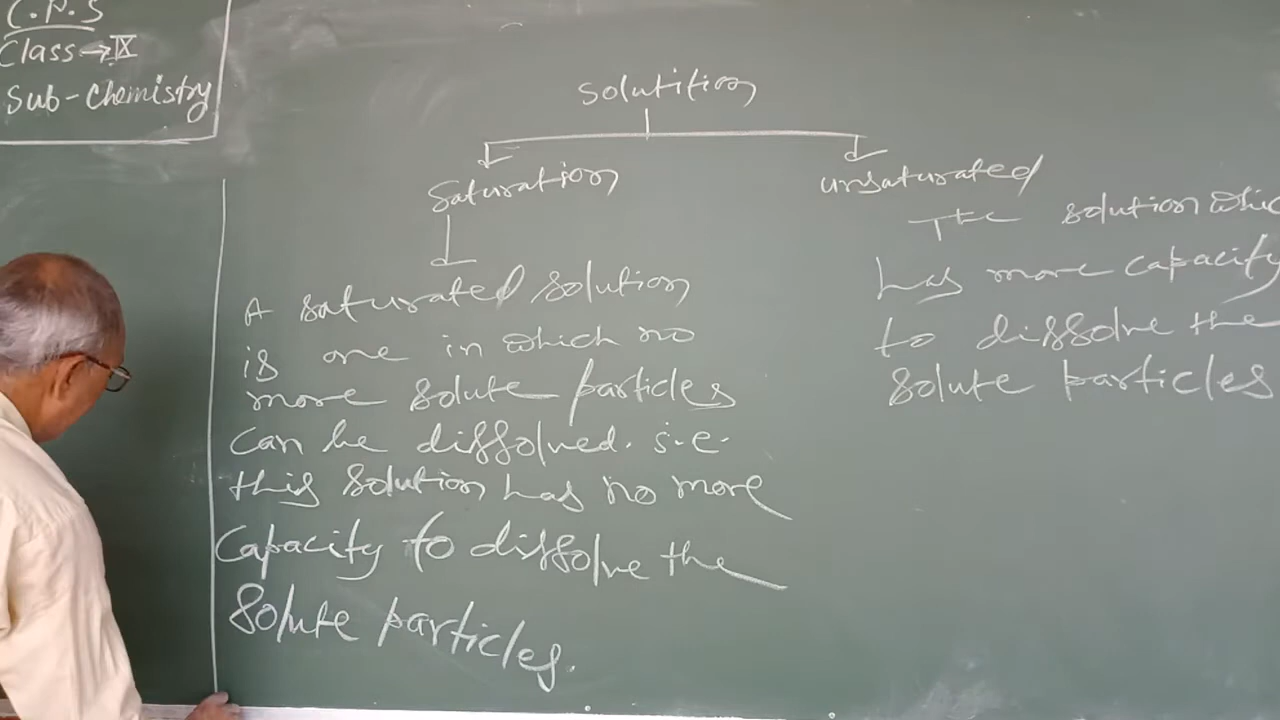 C.P.S
Class → IX
Sub - Chemistry
Solutition
Saturation
unsaturated
A saturated solution
is one in which no
more solute particles
can be dissolved. i.e.
this solution has no more
Capacity to dissolve the
Solute particles.
The solution whic
has more capacity
to dissolve the
solute particles